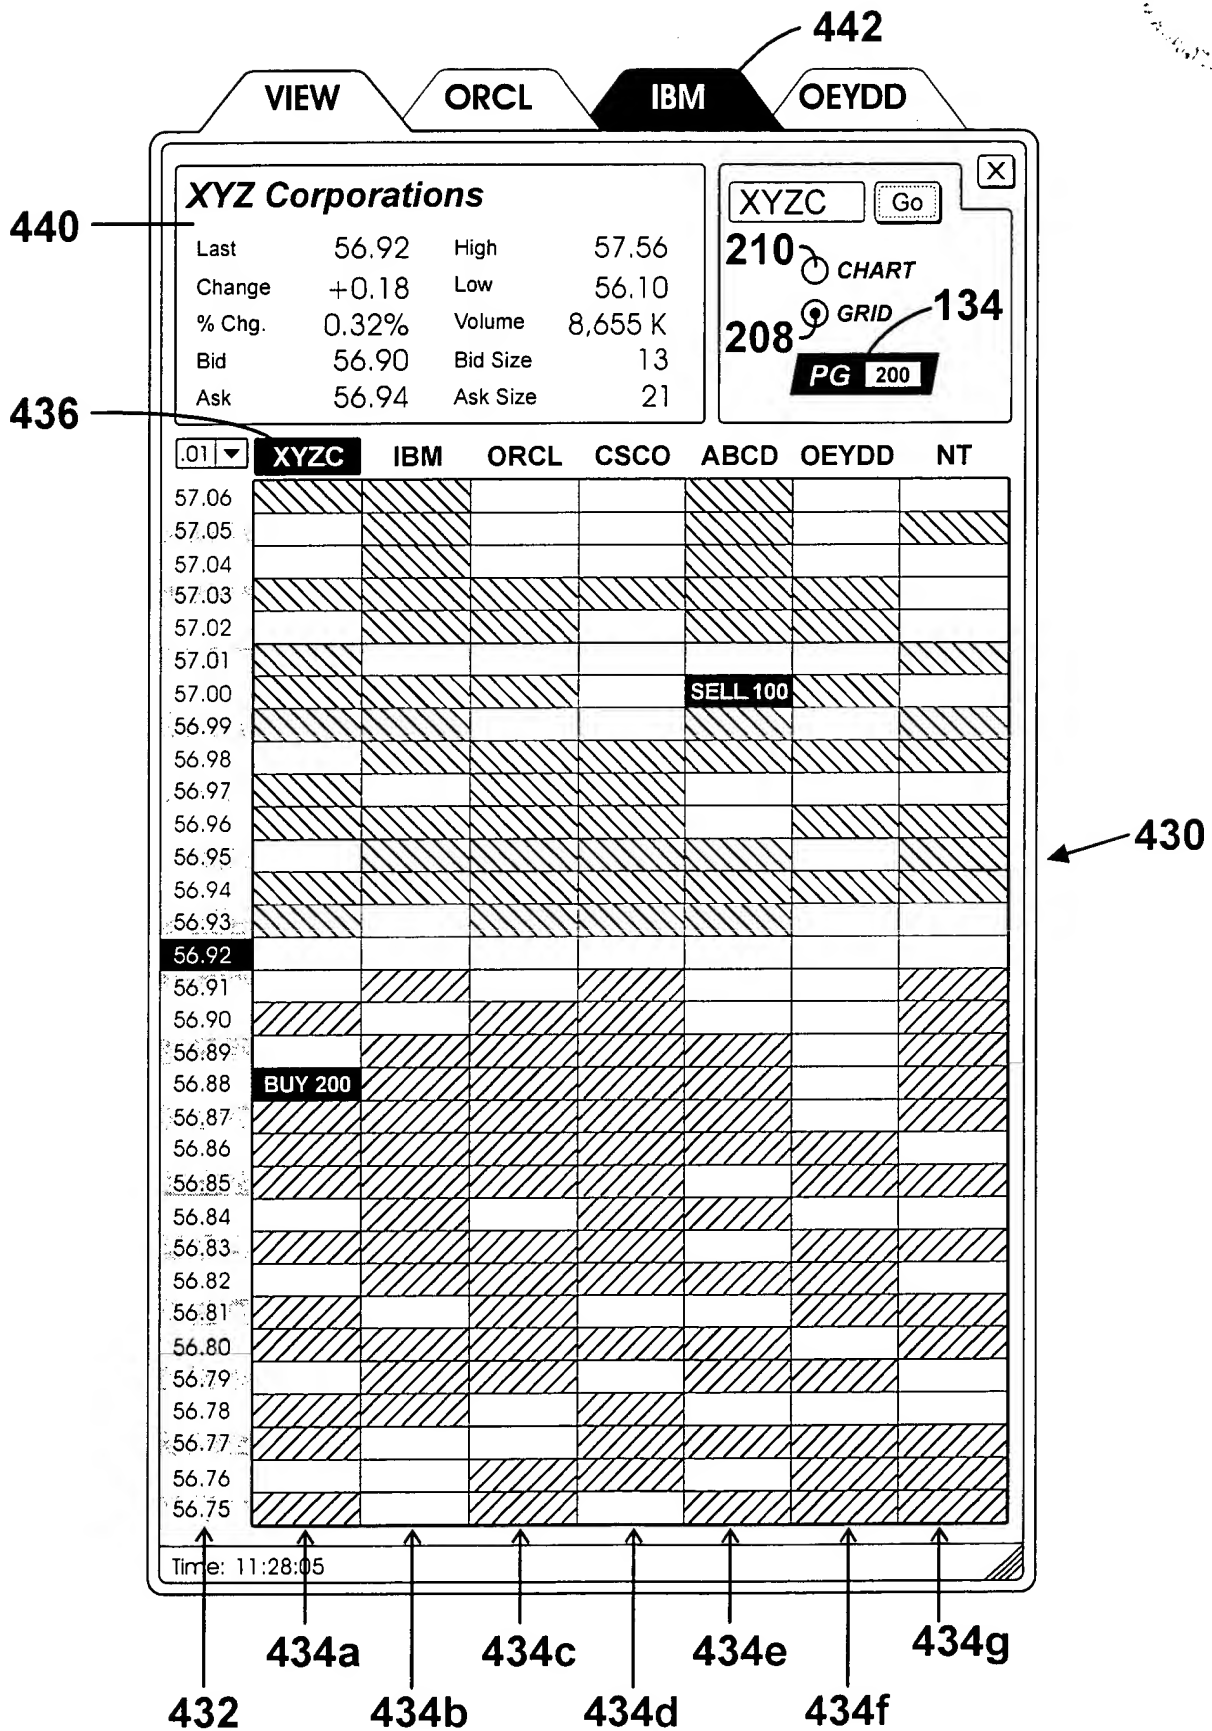 442
VIEW ORCL IBM OEYDD
X
XYZ Corporations
XYZC Go
440
Last 56.92 High 57.56
Change +0.18 Low 56.10
% Chg. 0.32% Volume 8,655 K
Bid 56.90 Bid Size 13
Ask 56.94 Ask Size 21
210 CHART
208 GRID
134
PG 200
436
.01 XYZC IBM ORCL CSCO ABCD OEYDD NT
57.06
57.05
57.04
57.03
57.02
57.01
57.00 SELL 100
56.99
56.98
56.97
56.96
430
56.95
56.94
56.93
56.92
56.91
56.90
56.89
56.88 BUY 200
56.87
56.86
56.85
56.84
56.83
56.82
56.81
56.80
56.79
56.78
56.77
56.76
56.75
Time: 11:28:05
434a 434c 434e 434g
432 434b 434d 434f